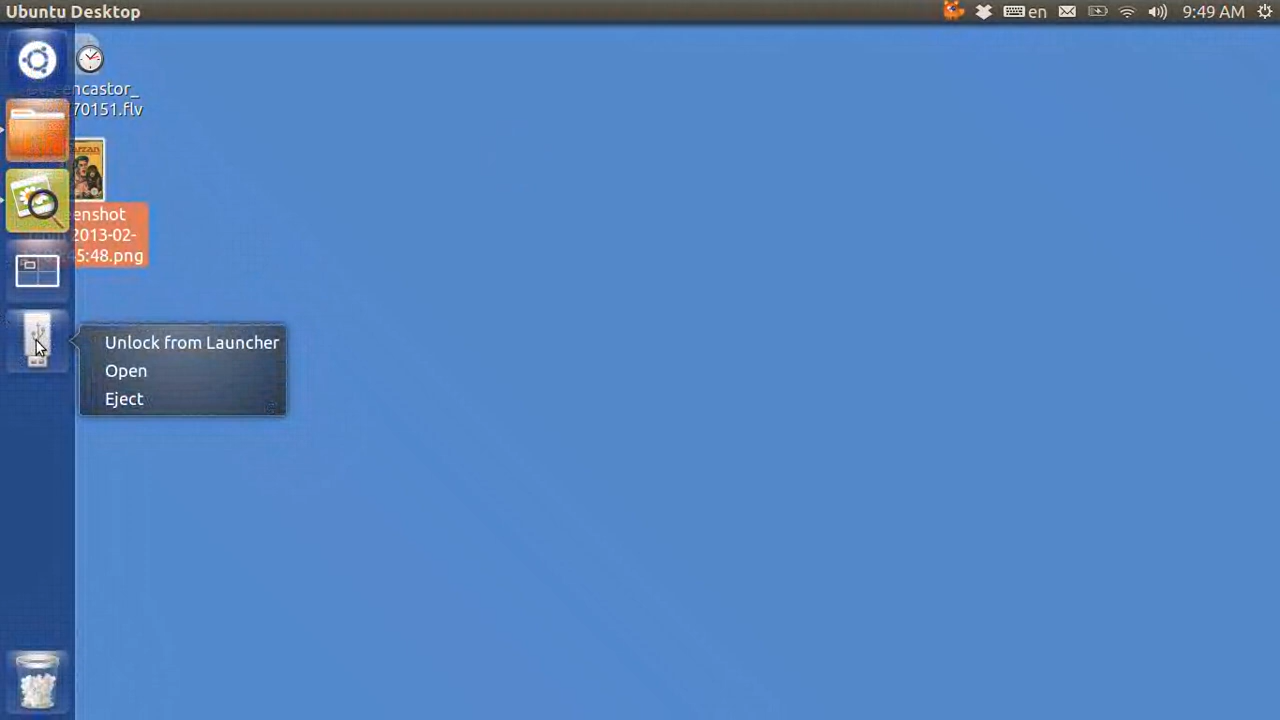 Ubuntu Desktop
en
9:49 AM
encastor_
70151.flv
enshot
2013-02-
5:48.png
Unlock from Launcher
Open
Eject